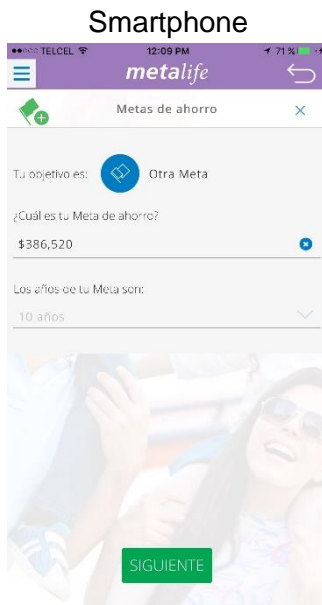 Smartphone
TELCEL 12:09 PM 71 %
metalife
Metas de ahorro
Tu objetivo es: Otra Meta
¿Cuál es tu Meta de ahorro?
$386,520
Los años de tu Meta son:
10 años
SIGUIENTE